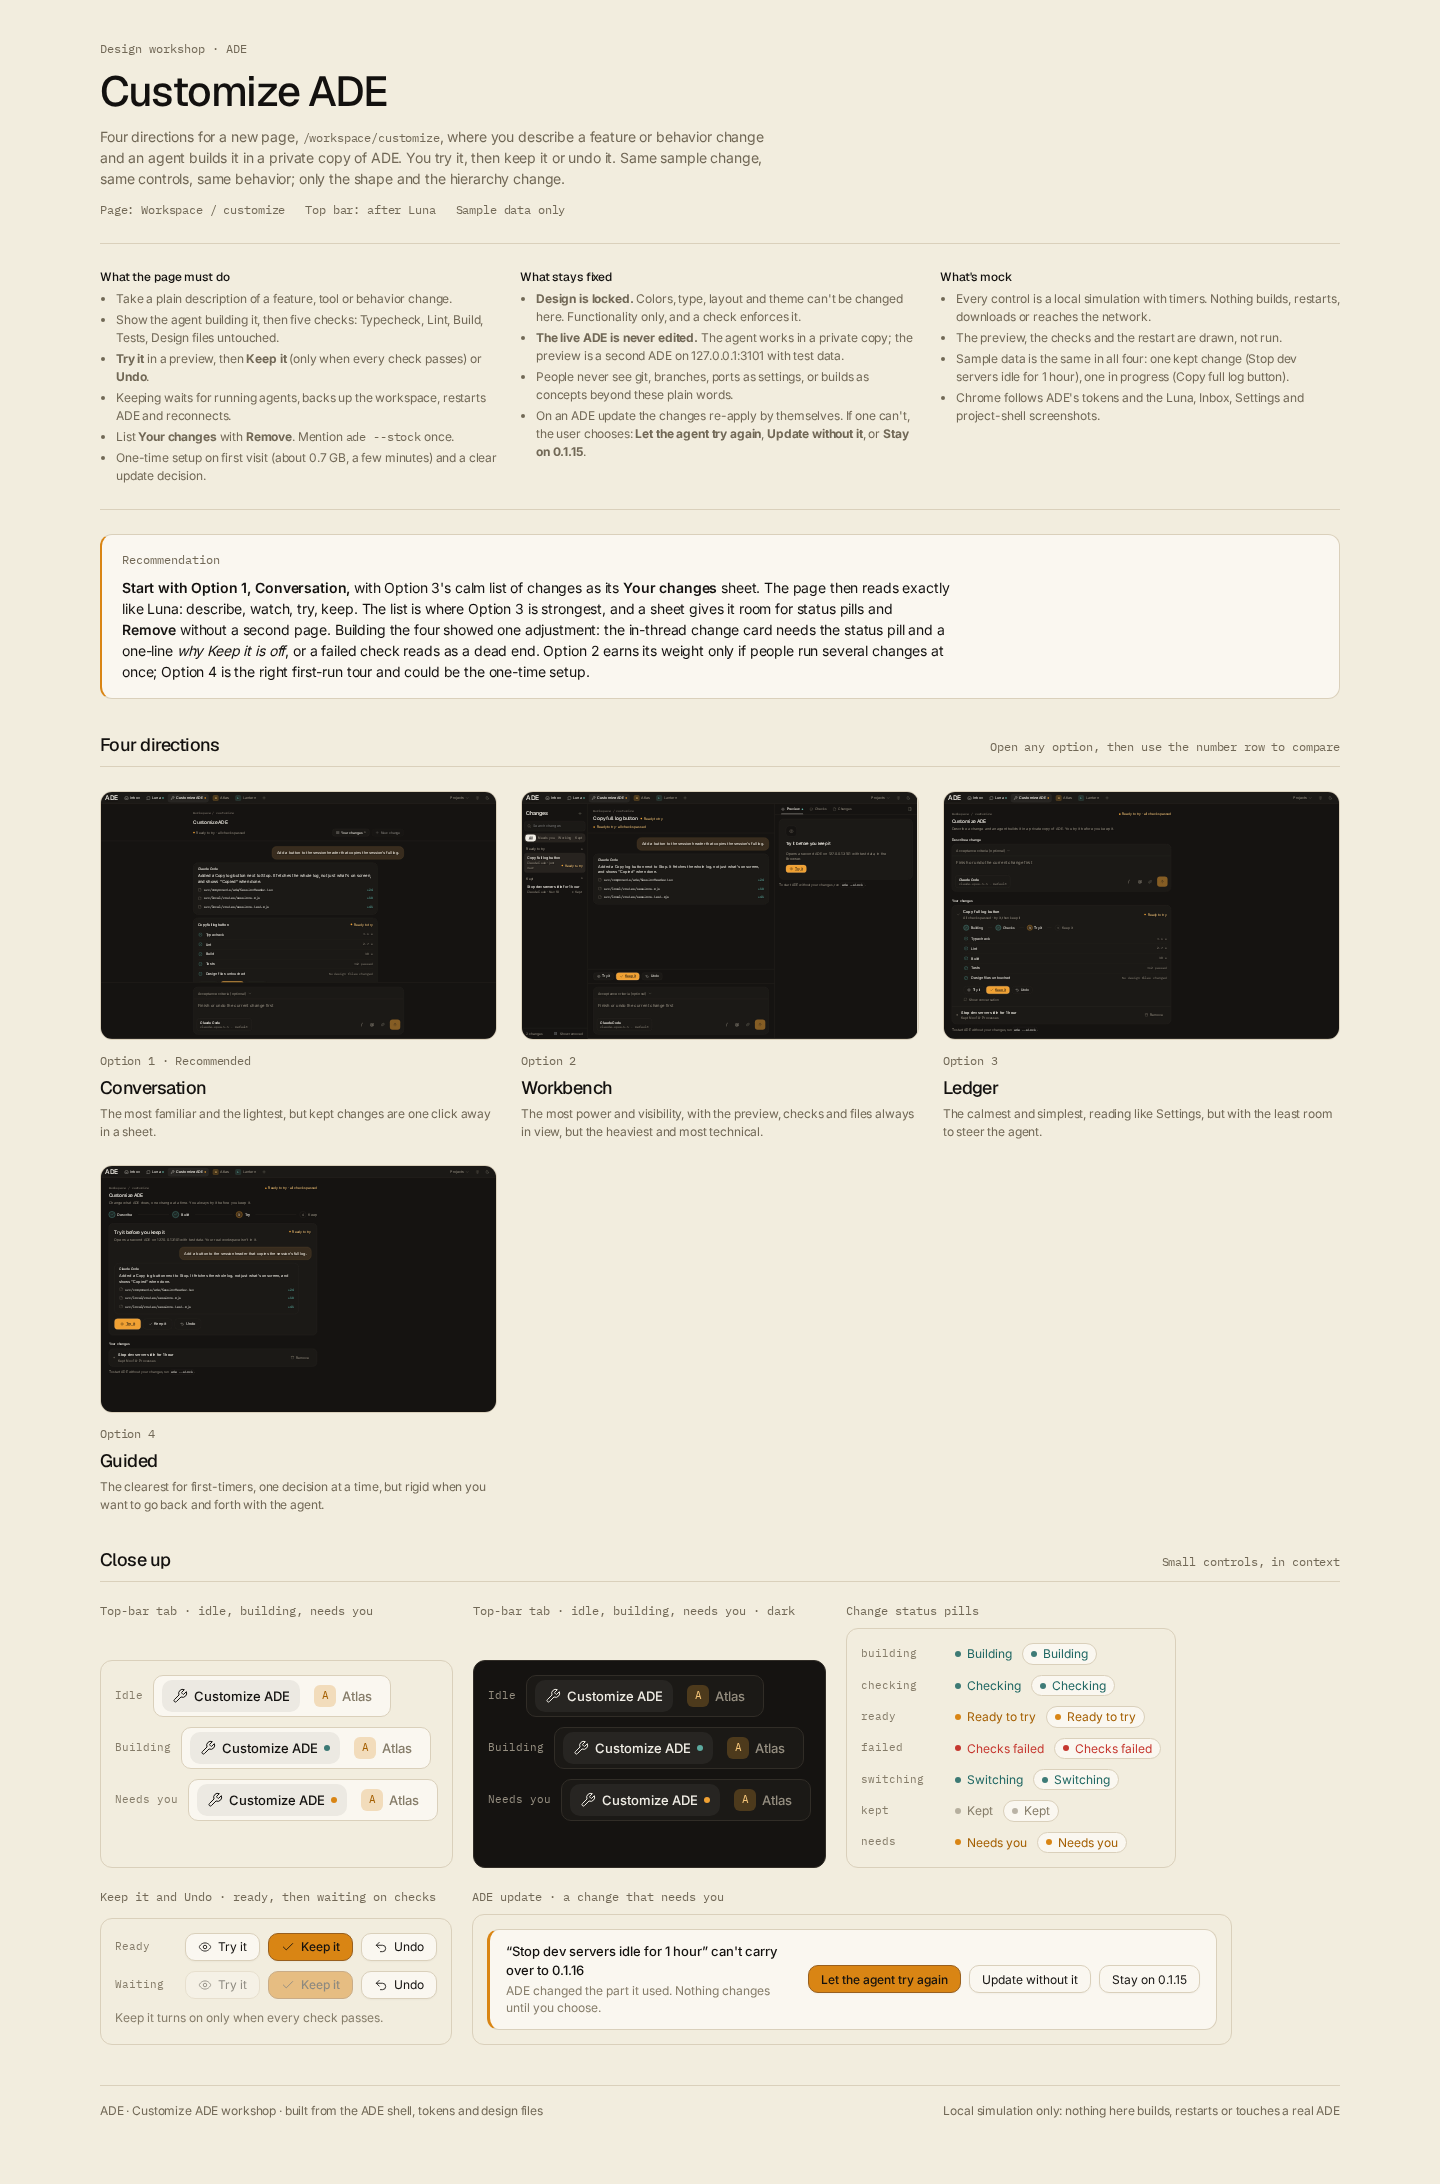 Design workshop · ADE
Customize ADE
Four directions for a new page, /workspace/customize, where you describe a feature or behavior change
and an agent builds it in a private copy of ADE. You try it, then keep it or undo it. Same sample change,
same controls, same behavior; only the shape and the hierarchy change.
Page: Workspace / customize Top bar: after Luna Sample data only
What the page must do
• Take a plain description of a feature, tool or behavior change.
• Show the agent building it, then five checks: Typecheck, Lint, Build,
Tests, Design files untouched.
• Try it in a preview, then Keep it (only when every check passes) or
Undo.
• Keeping waits for running agents, backs up the workspace, restarts
ADE and reconnects.
• List Your changes with Remove. Mention ade --stock once.
• One-time setup on first visit (about 0.7 GB, a few minutes) and a clear
update decision.
What stays fixed
• Design is locked. Colors, type, layout and theme can't be changed
here. Functionality only, and a check enforces it.
• The live ADE is never edited. The agent works in a private copy; the
preview is a second ADE on 127.0.0.1:3101 with test data.
• People never see git, branches, ports as settings, or builds as
concepts beyond these plain words.
• On an ADE update the changes re-apply by themselves. If one can't,
the user chooses: Let the agent try again, Update without it, or Stay
on 0.1.15.
What's mock
• Every control is a local simulation with timers. Nothing builds, restarts,
downloads or reaches the network.
• The preview, the checks and the restart are drawn, not run.
• Sample data is the same in all four: one kept change (Stop dev
servers idle for 1 hour), one in progress (Copy full log button).
• Chrome follows ADE's tokens and the Luna, Inbox, Settings and
project-shell screenshots.
Recommendation
Start with Option 1, Conversation, with Option 3's calm list of changes as its Your changes sheet. The page then reads exactly
like Luna: describe, watch, try, keep. The list is where Option 3 is strongest, and a sheet gives it room for status pills and
Remove without a second page. Building the four showed one adjustment: the in-thread change card needs the status pill and a
one-line why Keep it is off, or a failed check reads as a dead end. Option 2 earns its weight only if people run several changes at
once; Option 4 is the right first-run tour and could be the one-time setup.
Four directions
Open any option, then use the number row to compare
Option 1 · Recommended
Conversation
The most familiar and the lightest, but kept changes are one click away
in a sheet.
Option 2
Workbench
The most power and visibility, with the preview, checks and files always
in view, but the heaviest and most technical.
Option 3
Ledger
The calmest and simplest, reading like Settings, but with the least room
to steer the agent.
Option 4
Guided
The clearest for first-timers, one decision at a time, but rigid when you
want to go back and forth with the agent.
Close up
Small controls, in context
Top-bar tab · idle, building, needs you
Idle Customize ADE A Atlas
Building Customize ADE A Atlas
Needs you Customize ADE A Atlas
Top-bar tab · idle, building, needs you · dark
Idle Customize ADE A Atlas
Building Customize ADE A Atlas
Needs you Customize ADE A Atlas
Change status pills
building Building Building
checking Checking Checking
ready Ready to try Ready to try
failed Checks failed Checks failed
switching Switching Switching
kept Kept Kept
needs Needs you Needs you
Keep it and Undo · ready, then waiting on checks
Ready Try it Keep it Undo
Waiting Try it Keep it Undo
Keep it turns on only when every check passes.
ADE update · a change that needs you
“Stop dev servers idle for 1 hour” can't carry
over to 0.1.16
ADE changed the part it used. Nothing changes
until you choose.
Let the agent try again Update without it Stay on 0.1.15
ADE · Customize ADE workshop · built from the ADE shell, tokens and design files
Local simulation only: nothing here builds, restarts or touches a real ADE